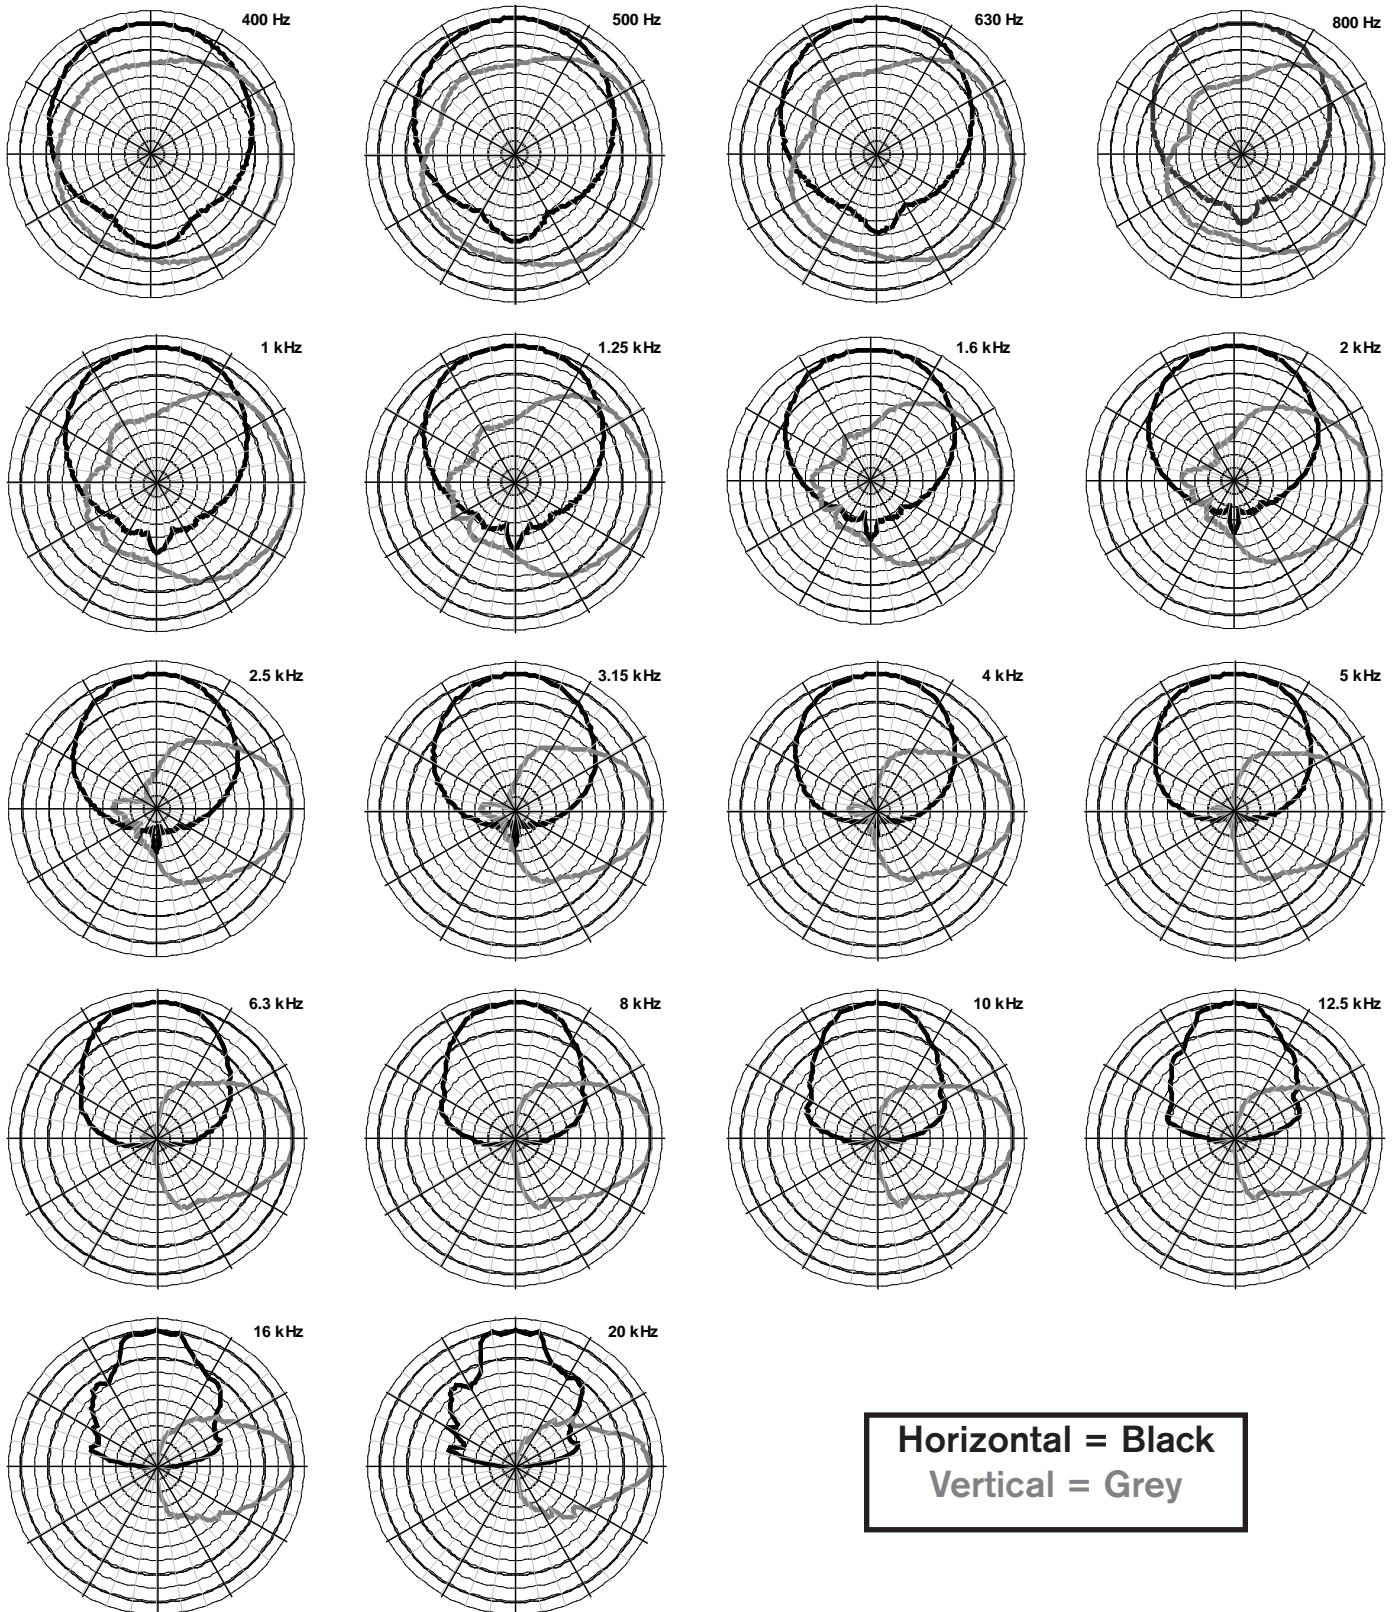 400 Hz
500 Hz
630 Hz
800 Hz
1 kHz
1.25 kHz
1.6 kHz
2 kHz
2.5 kHz
3.15 kHz
4 kHz
5 kHz
6.3 kHz
8 kHz
10 kHz
12.5 kHz
16 kHz
20 kHz
Horizontal = Black
Vertical = Grey